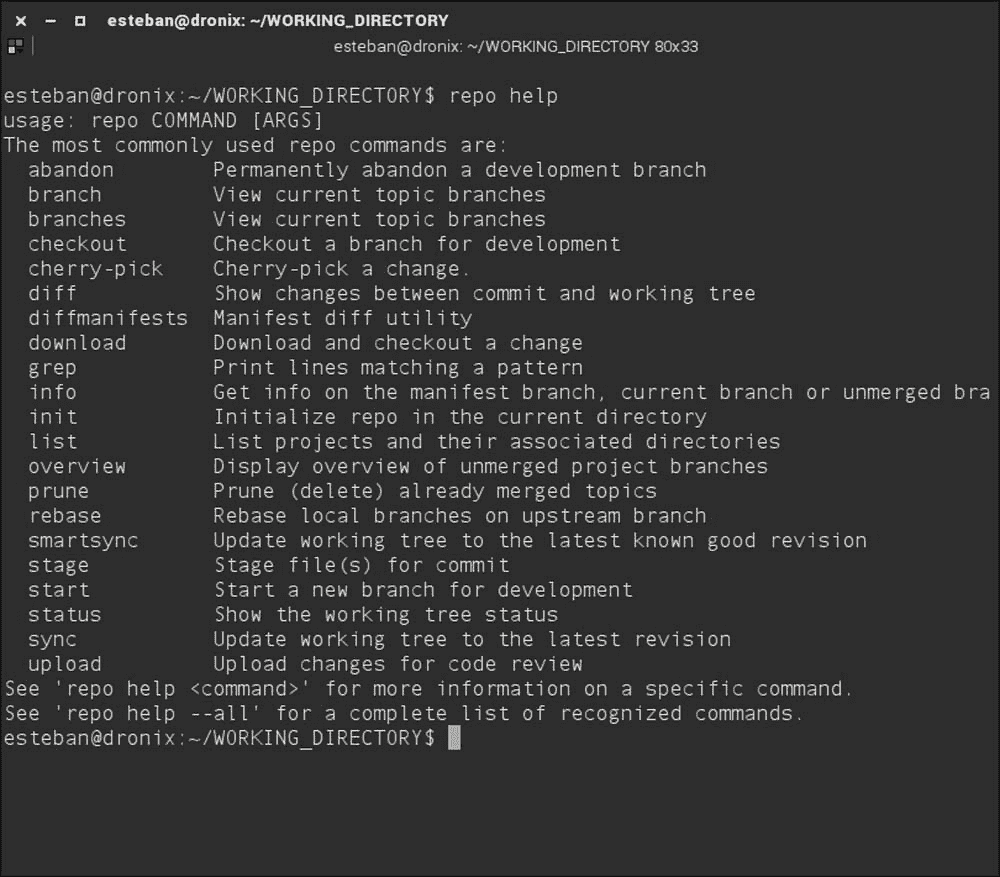 esteban@dronix: ~/WORKING_DIRECTORY
esteban@dronix: ~/WORKING_DIRECTORY 80x33
esteban@dronix:~/WORKING_DIRECTORY$ repo help
usage: repo COMMAND [ARGS]
The most commonly used repo commands are:
  abandon        Permanently abandon a development branch
  branch         View current topic branches
  branches       View current topic branches
  checkout       Checkout a branch for development
  cherry-pick    Cherry-pick a change.
  diff           Show changes between commit and working tree
  diffmanifests  Manifest diff utility
  download       Download and checkout a change
  grep           Print lines matching a pattern
  info           Get info on the manifest branch, current branch or unmerged bra
  init           Initialize repo in the current directory
  list           List projects and their associated directories
  overview       Display overview of unmerged project branches
  prune          Prune (delete) already merged topics
  rebase         Rebase local branches on upstream branch
  smartsync      Update working tree to the latest known good revision
  stage          Stage file(s) for commit
  start          Start a new branch for development
  status         Show the working tree status
  sync           Update working tree to the latest revision
  upload         Upload changes for code review
See 'repo help <command>' for more information on a specific command.
See 'repo help --all' for a complete list of recognized commands.
esteban@dronix:~/WORKING_DIRECTORY$